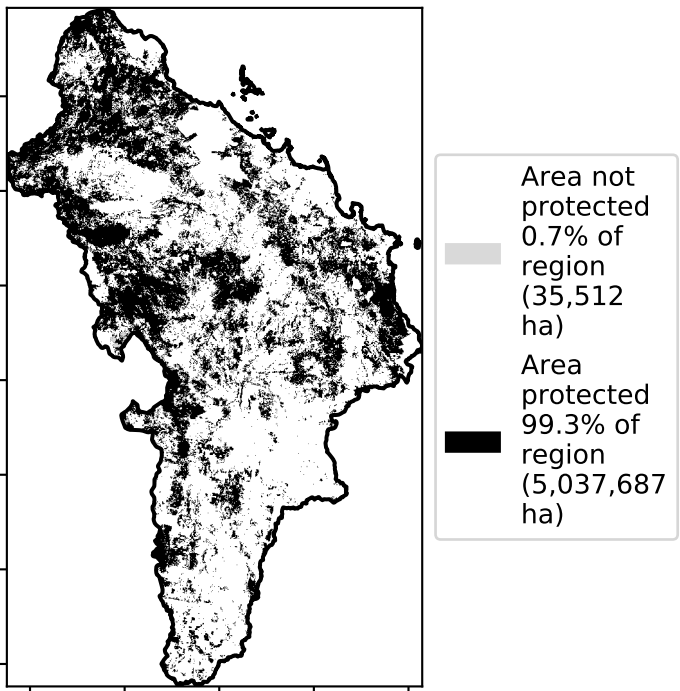 Area not
protected
0.7% of
region
(35,512
ha)
Area
protected
99.3% of
region
(5,037,687
ha)